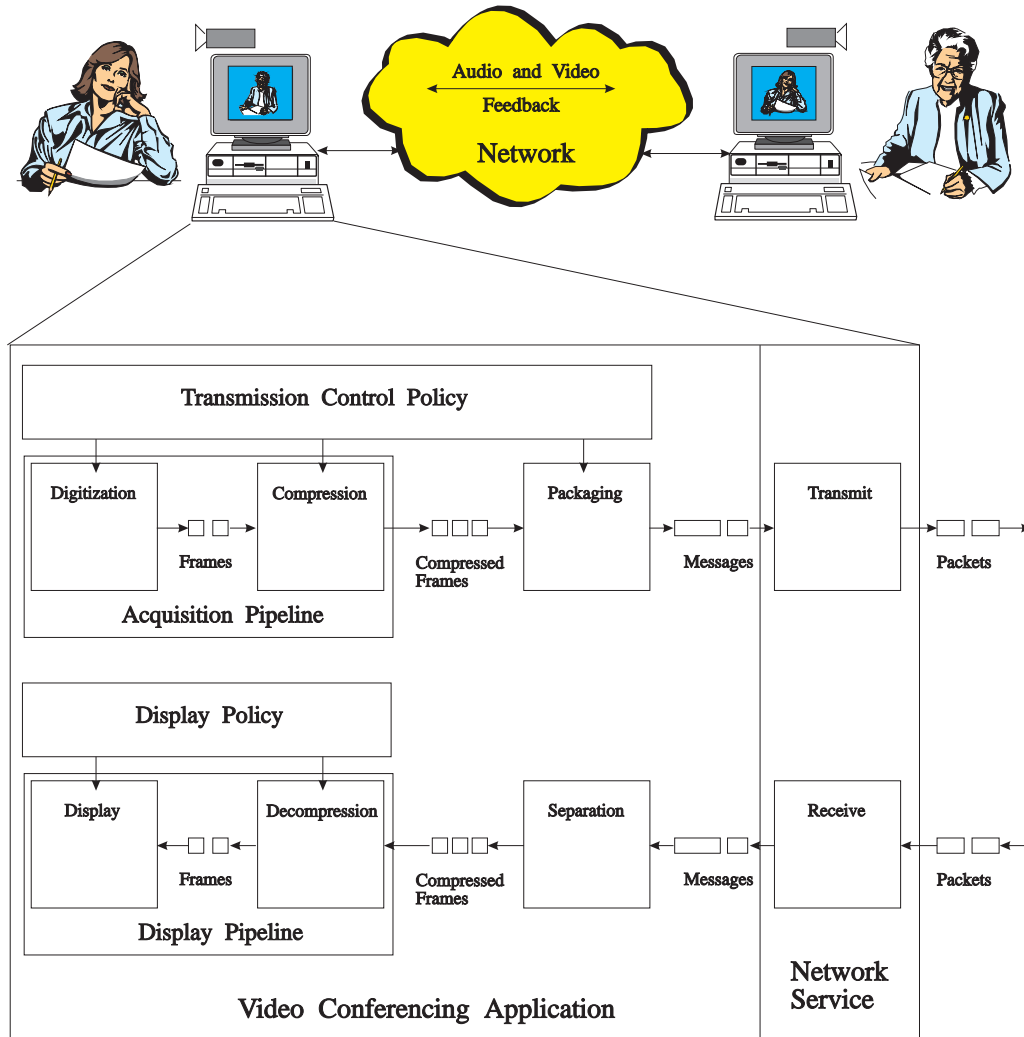 Audio and Video
Feedback
Network
Transmission Control Policy
Digitization
Compression
Packaging
Transmit
Frames
Compressed
Frames
Messages
Packets
Acquisition Pipeline
Display Policy
Display
Decompression
Separation
Receive
Frames
Compressed
Frames
Messages
Packets
Display Pipeline
Network
Service
Video Conferencing Application